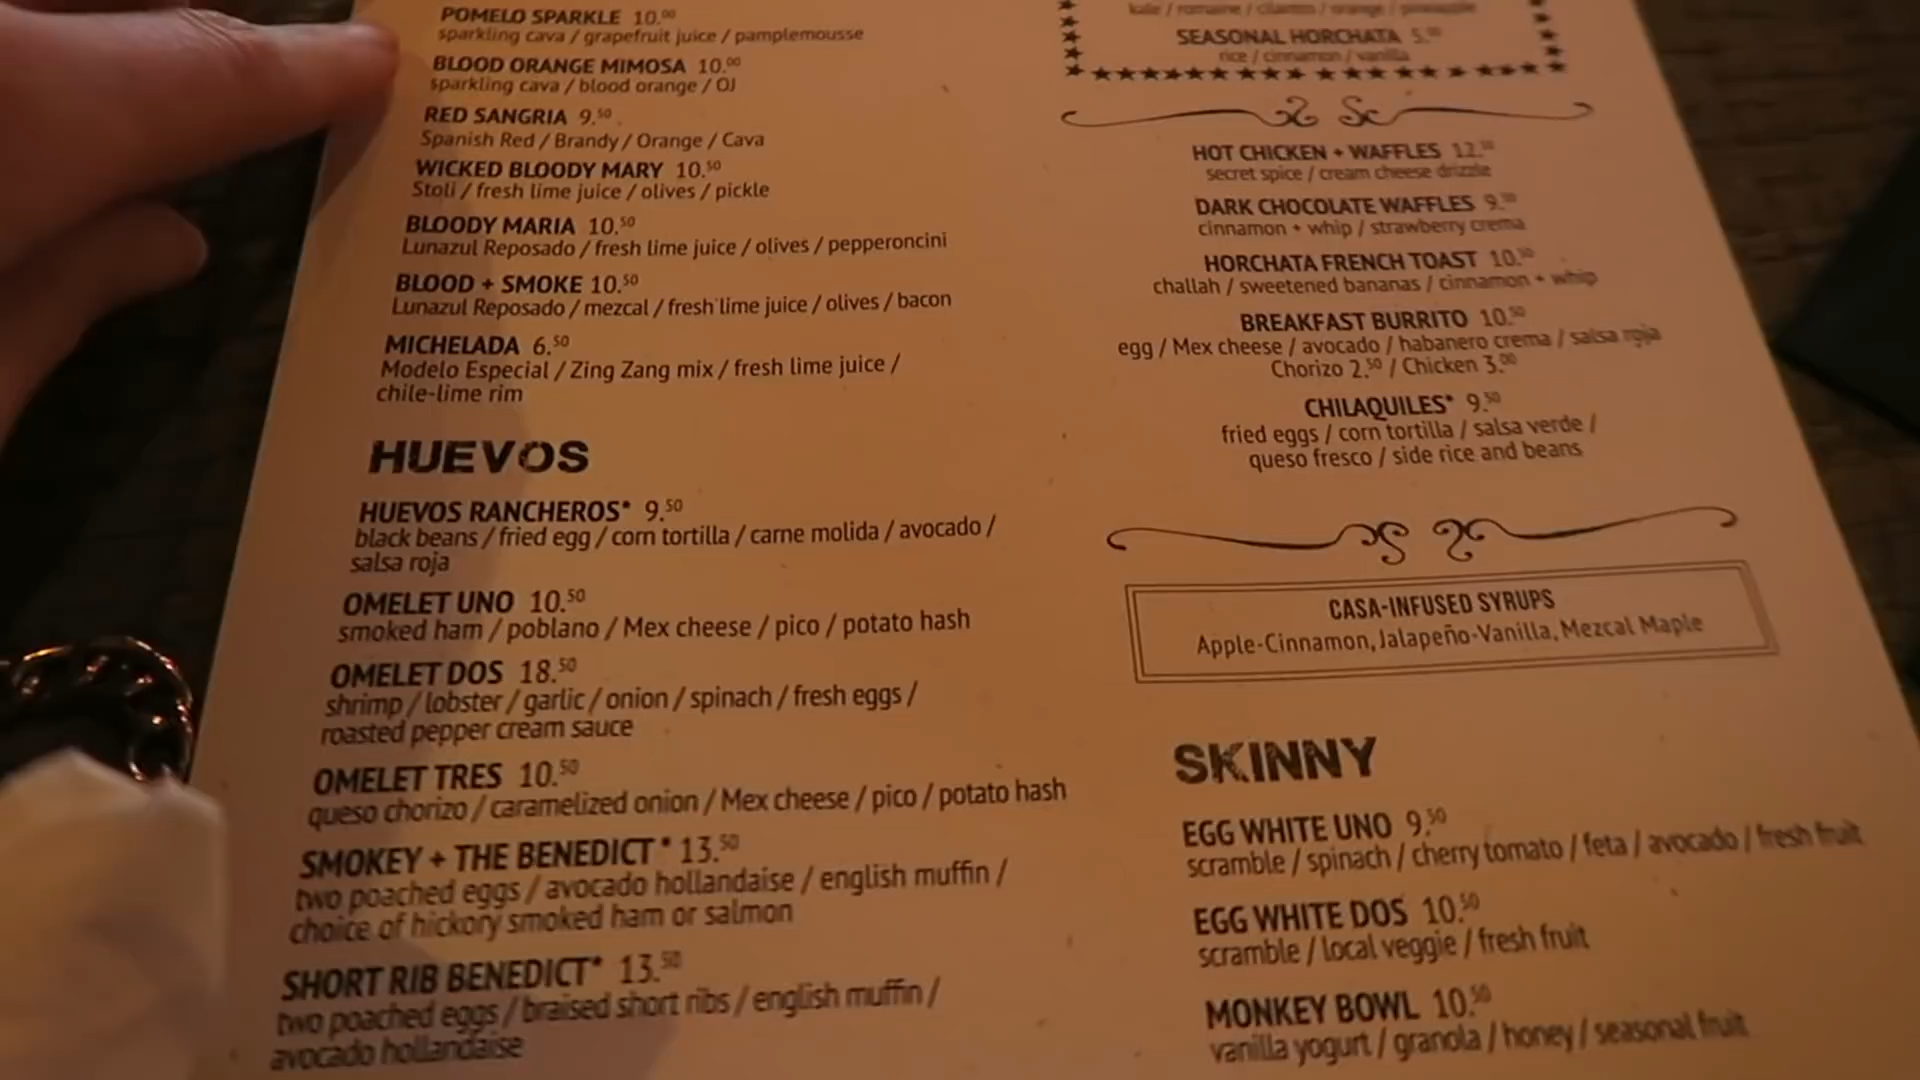 POMELO SPARKLE 10.00
sparkling cava / grapefruit juice / pamplemousse
BLOOD ORANGE MIMOSA 10.00
sparkling cava / blood orange / OJ
RED SANGRIA 9.50
Spanish Red / Brandy / Orange / Cava
WICKED BLOODY MARY 10.50
Stoli / fresh lime juice / olives / pickle
BLOODY MARIA 10.50
Lunazul Reposado / fresh lime juice / olives / pepperoncini
BLOOD + SMOKE 10.50
Lunazul Reposado / mezcal / fresh lime juice / olives / bacon
MICHELADA 6.50
Modelo Especial / Zing Zang mix / fresh lime juice /
chile-lime rim
HUEVOS
HUEVOS RANCHEROS* 9.50
black beans / fried egg / corn tortilla / carne molida / avocado /
salsa roja
OMELET UNO 10.50
smoked ham / poblano / Mex cheese / pico / potato hash
OMELET DOS 18.50
shrimp / lobster / garlic / onion / spinach / fresh eggs /
roasted pepper cream sauce
OMELET TRES 10.50
queso chorizo / caramelized onion / Mex cheese / pico / potato hash
SMOKEY + THE BENEDICT* 13.50
two poached eggs / avocado hollandaise / english muffin /
choice of hickory smoked ham or salmon
SHORT RIB BENEDICT* 13.50
two poached eggs / braised short ribs / english muffin /
avocado hollandaise
kale / romaine / cilantro / orange / pineapple
SEASONAL HORCHATA 5.00
rice / cinnamon / vanilla
HOT CHICKEN + WAFFLES 12.50
secret spice / cream cheese drizzle
DARK CHOCOLATE WAFFLES 9.50
cinnamon + whip / strawberry crema
HORCHATA FRENCH TOAST 10.50
challah / sweetened bananas / cinnamon + whip
BREAKFAST BURRITO 10.50
egg / Mex cheese / avocado / habanero crema / salsa roja
Chorizo 2.50 / Chicken 3.00
CHILAQUILES* 9.50
fried eggs / corn tortilla / salsa verde /
queso fresco / side rice and beans
CASA-INFUSED SYRUPS
Apple-Cinnamon, Jalapeño-Vanilla, Mezcal Maple
SKINNY
EGG WHITE UNO 9.50
scramble / spinach / cherry tomato / feta / avocado / fresh fruit
EGG WHITE DOS 10.50
scramble / local veggie / fresh fruit
MONKEY BOWL 10.50
vanilla yogurt / granola / honey / seasonal fruit